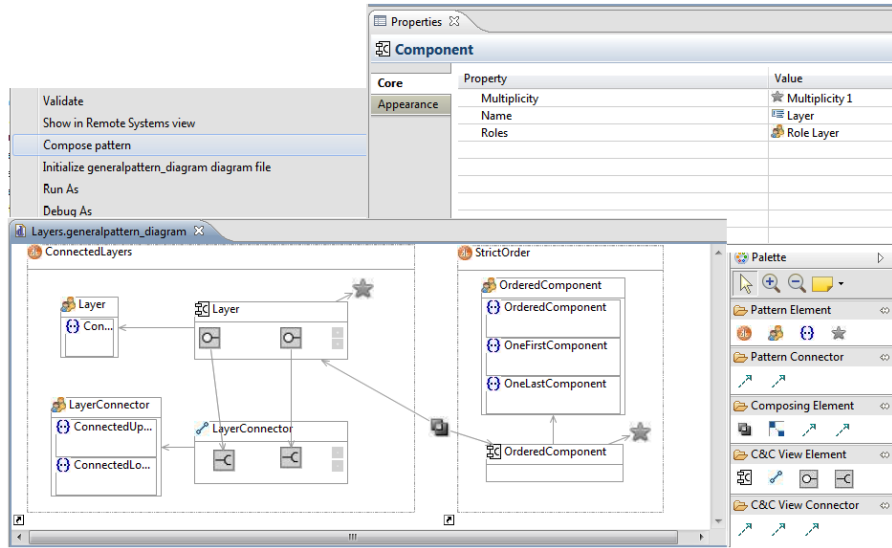 Properties
Component
Core
Appearance
Property Value
Multiplicity Multiplicity 1
Name Layer
Roles Role Layer
Validate
Show in Remote Systems view
Compose pattern
Initialize generalpattern_diagram diagram file
Run As
Debug As
Layers.generalpattern_diagram
ConnectedLayers
StrictOrder
Layer
Con...
Layer
LayerConnector
ConnectedUp...
ConnectedLo...
LayerConnector
OrderedComponent
OrderedComponent
OneFirstComponent
OneLastComponent
OrderedComponent
Palette
Pattern Element
Pattern Connector
Composing Element
C&C View Element
C&C View Connector